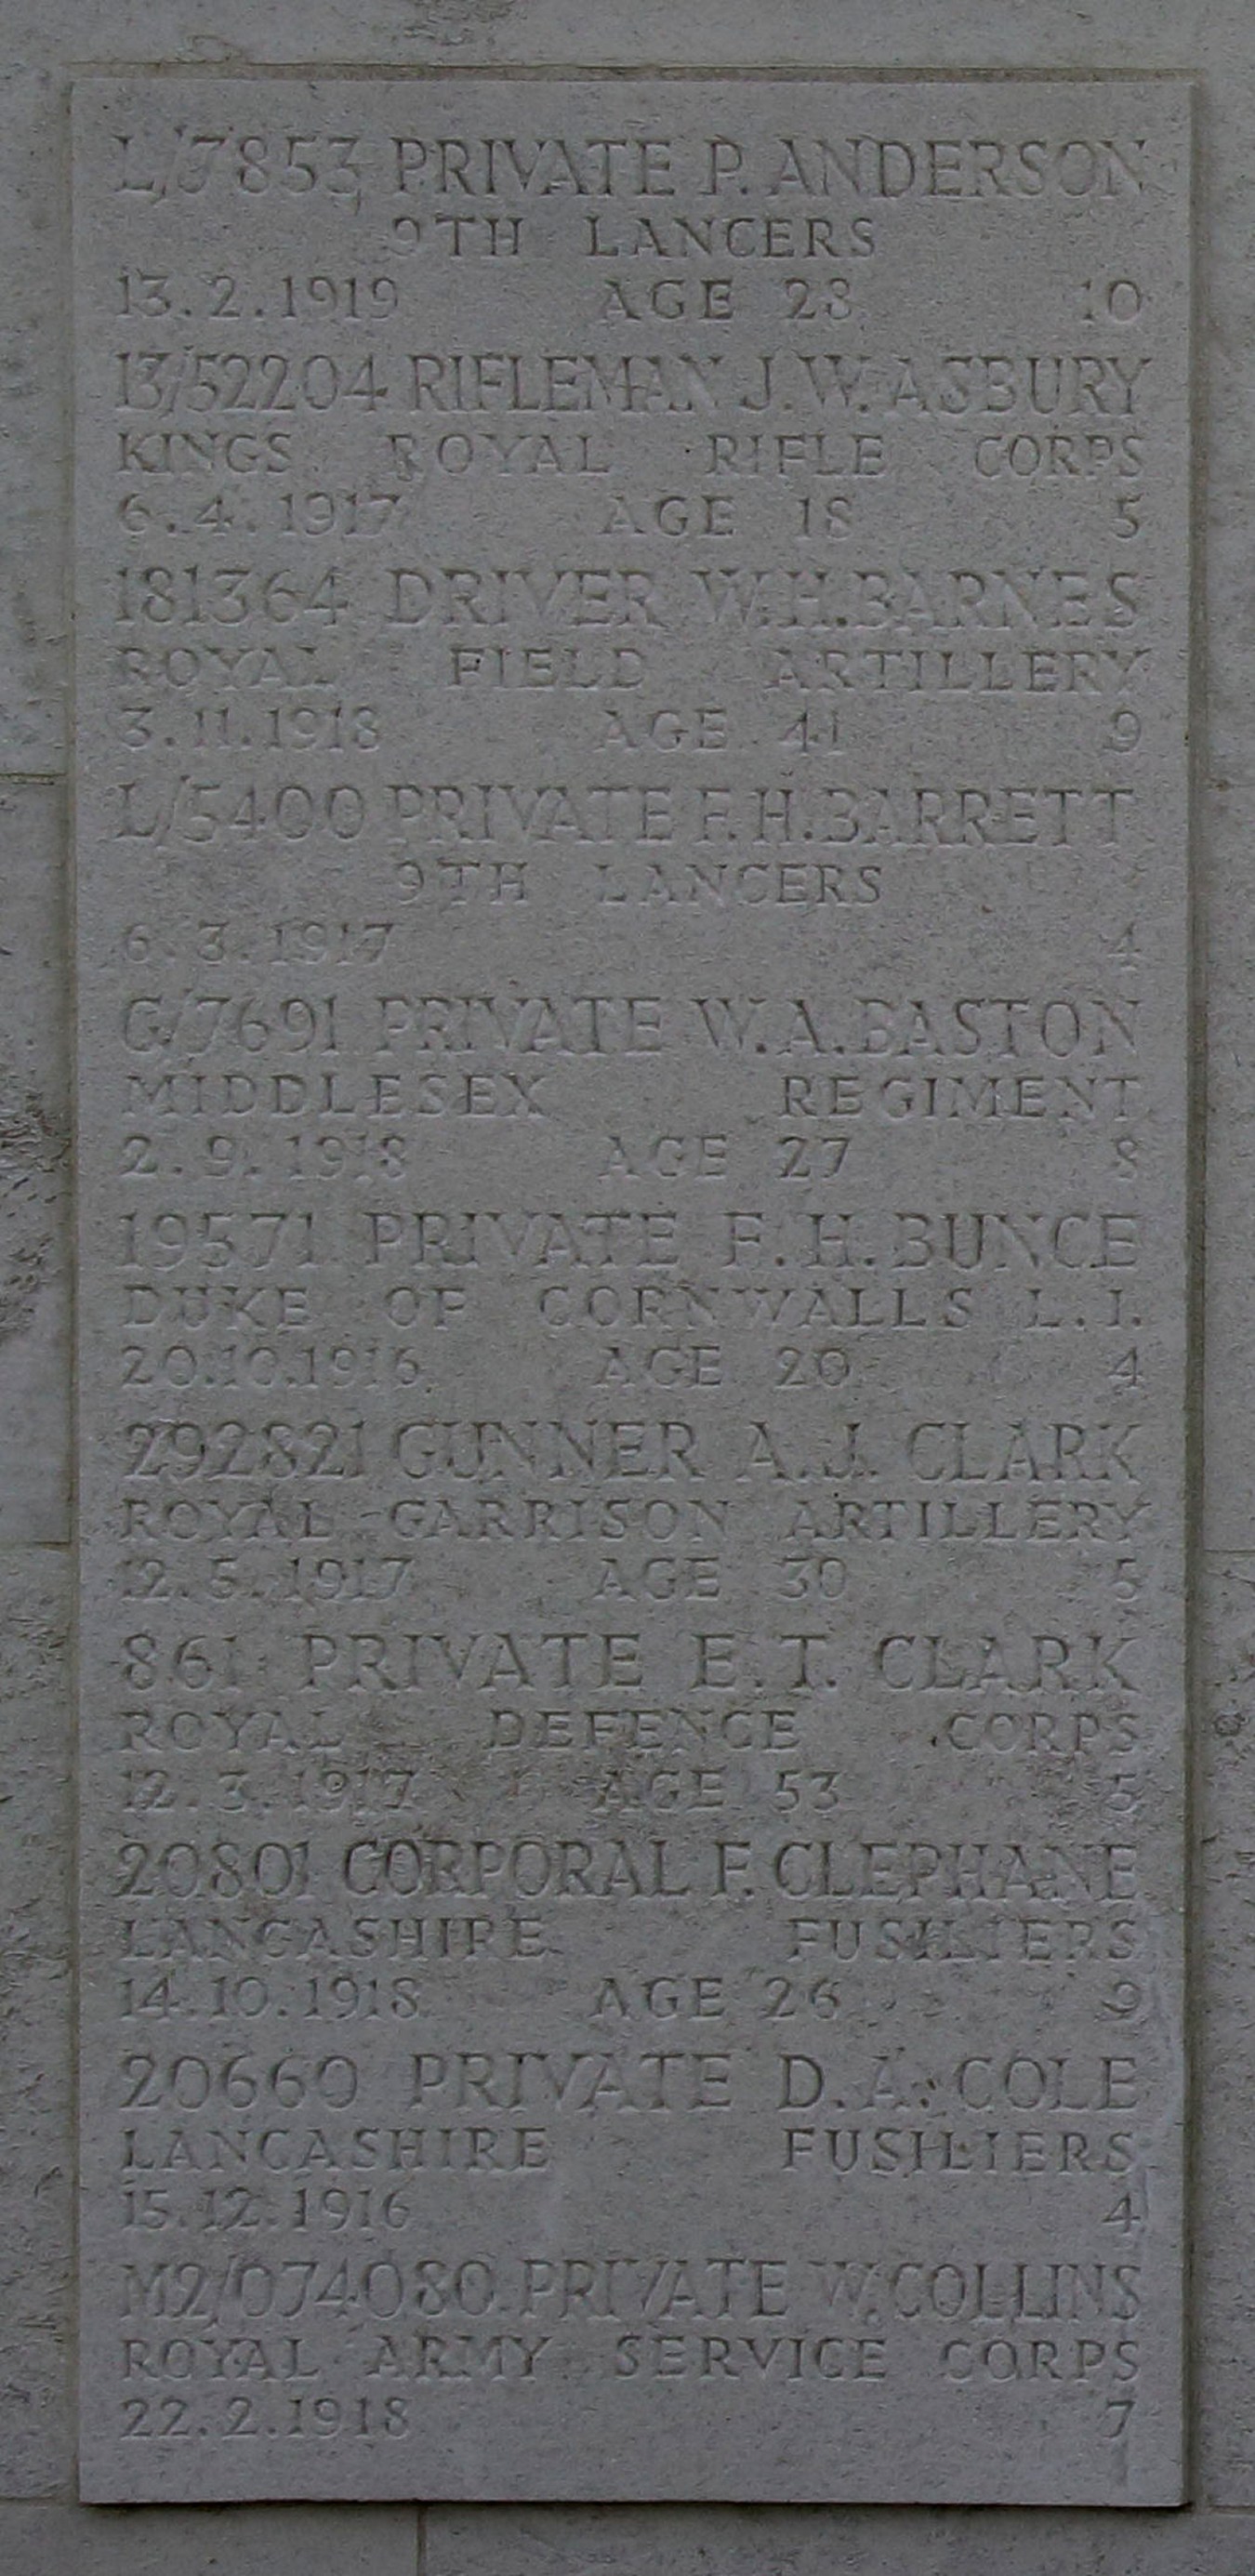 L/7853 PRIVATE P. ANDERSON
9TH LANCERS
13.2.1919 AGE 28 10
13/52204 RIFLEMAN J.W. ASBURY
KINGS ROYAL RIFLE CORPS
6.4.1917 AGE 18 5
181364 DRIVER W.H. BARNES
ROYAL FIELD ARTILLERY
3.11.1918 AGE 41 9
L/5400 PRIVATE F.H. BARRETT
9TH LANCERS
6.3.1917 4
G/7691 PRIVATE W.A. BASTON
MIDDLESEX REGIMENT
2.9.1918 AGE 27 8
19571 PRIVATE F.H. BUNCE
DUKE OF CORNWALLS L.I.
20.10.1916 AGE 20 4
292821 GUNNER A.J. CLARK
ROYAL GARRISON ARTILLERY
12.5.1917 AGE 30 5
861 PRIVATE E.T. CLARK
ROYAL DEFENCE CORPS
12.3.1917 AGE 53 5
20801 CORPORAL F. CLEPHANE
LANCASHIRE FUSILIERS
14.10.1918 AGE 26 9
20660 PRIVATE D.A. COLE
LANCASHIRE FUSILIERS
15.12.1916 4
M2/074080 PRIVATE W. COLLINS
ROYAL ARMY SERVICE CORPS
22.2.1918 7